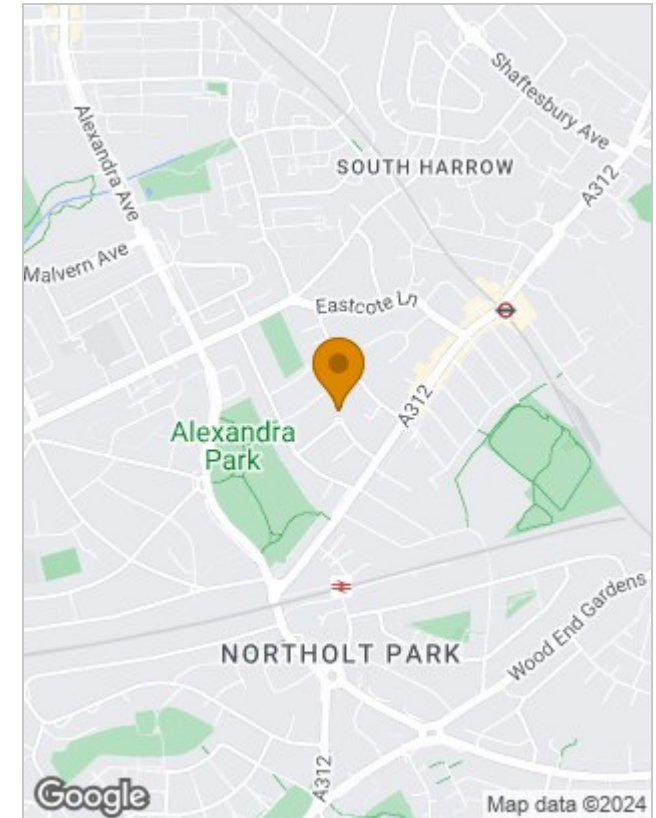 Shaftesbury Ave
Alexandra Ave
SOUTH HARROW
A312
Malvern Ave
Eastcote Ln
A312
Alexandra
Park
Wood End Gardens
NORTHOLT PARK
A312
Google
Map data ©2024